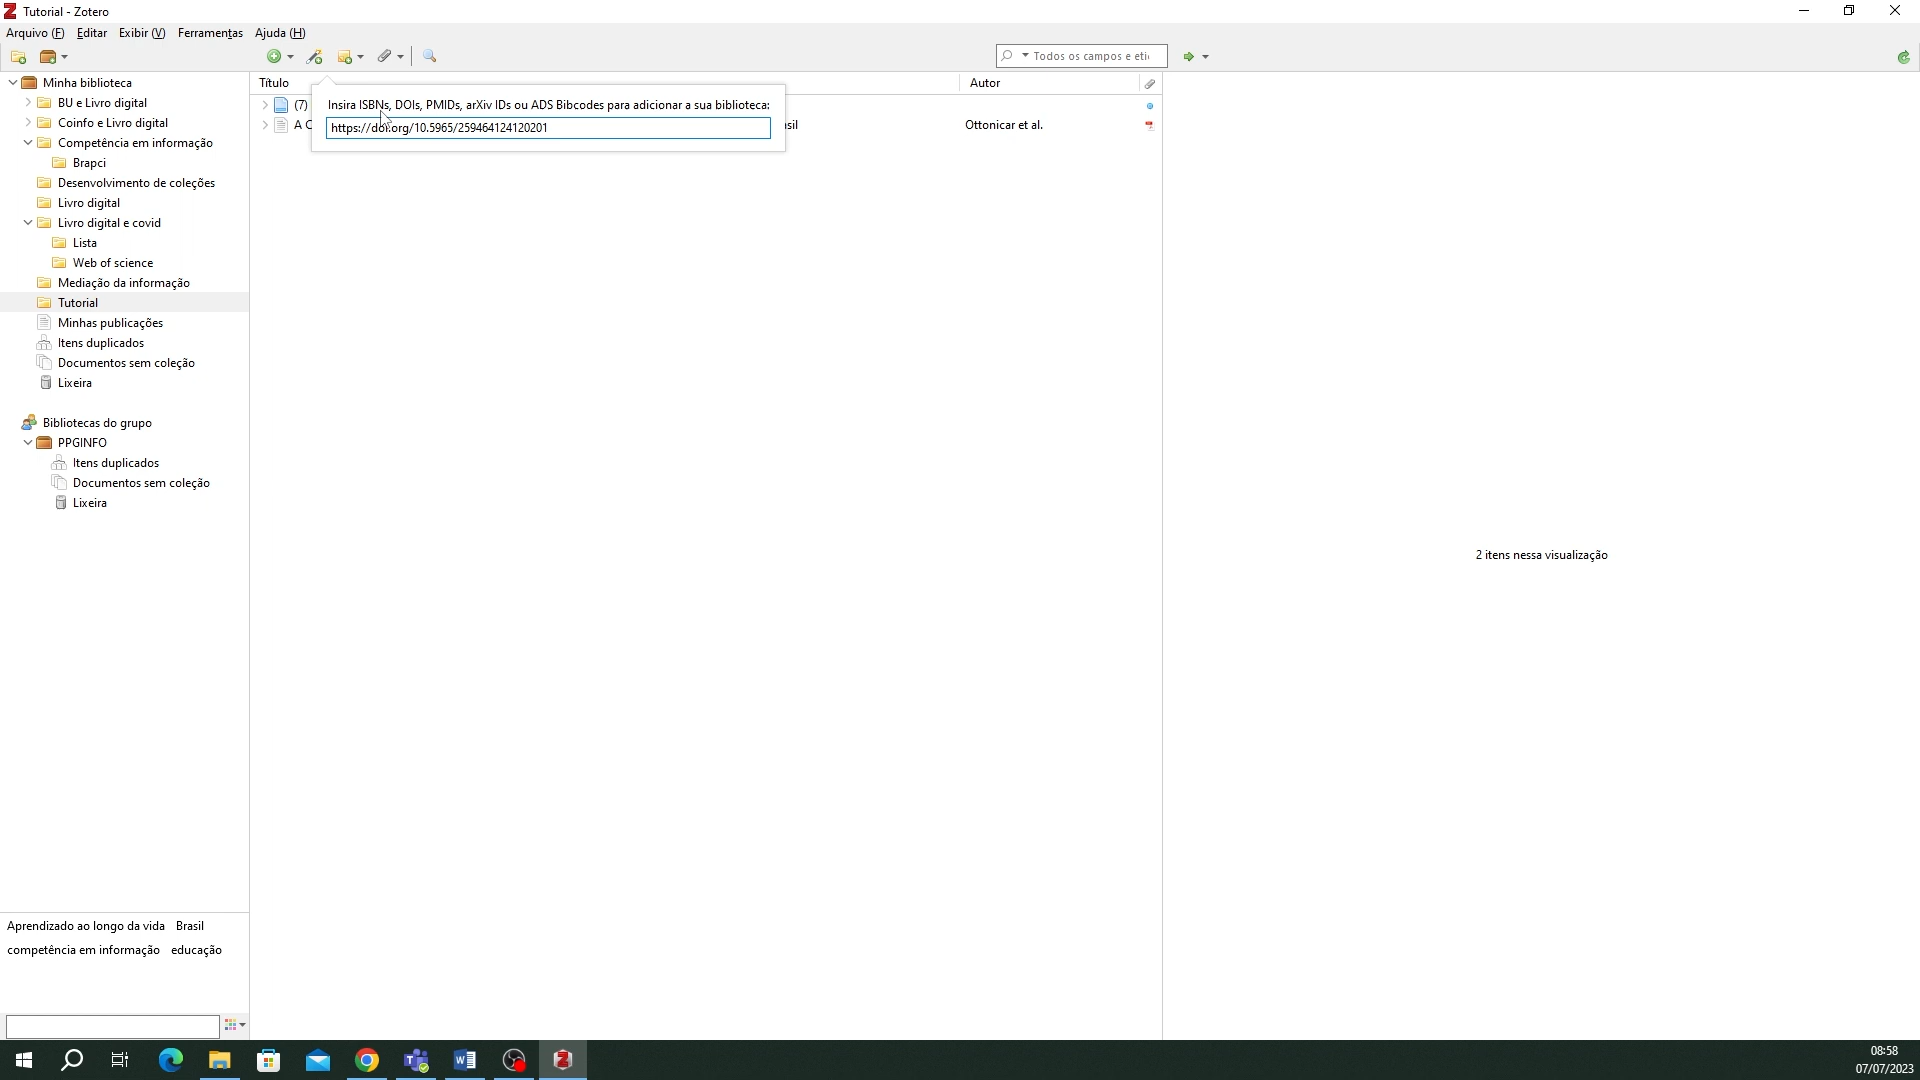 Tutorial - Zotero
Arquivo (F) Editar Exibir (V) Ferramentas Ajuda (H)
Todos os campos e eti
Minha biblioteca
BU e Livro digital
Coinfo e Livro digital
Competência em informação
Brapci
Desenvolvimento de coleções
Livro digital
Livro digital e covid
Lista
Web of science
Mediação da informação
Tutorial
Minhas publicações
Itens duplicados
Documentos sem coleção
Lixeira
Bibliotecas do grupo
PPGINFO
Itens duplicados
Documentos sem coleção
Lixeira
Aprendizado ao longo da vida Brasil
competência em informação educação
Título Autor
(7)
Insira ISBNs, DOIs, PMIDs, arXiv IDs ou ADS Bibcodes para adicionar a sua biblioteca:
A C sil Ottonicar et al.
https://doi.org/10.5965/259464124120201
2 itens nessa visualização
08:58
07/07/2023